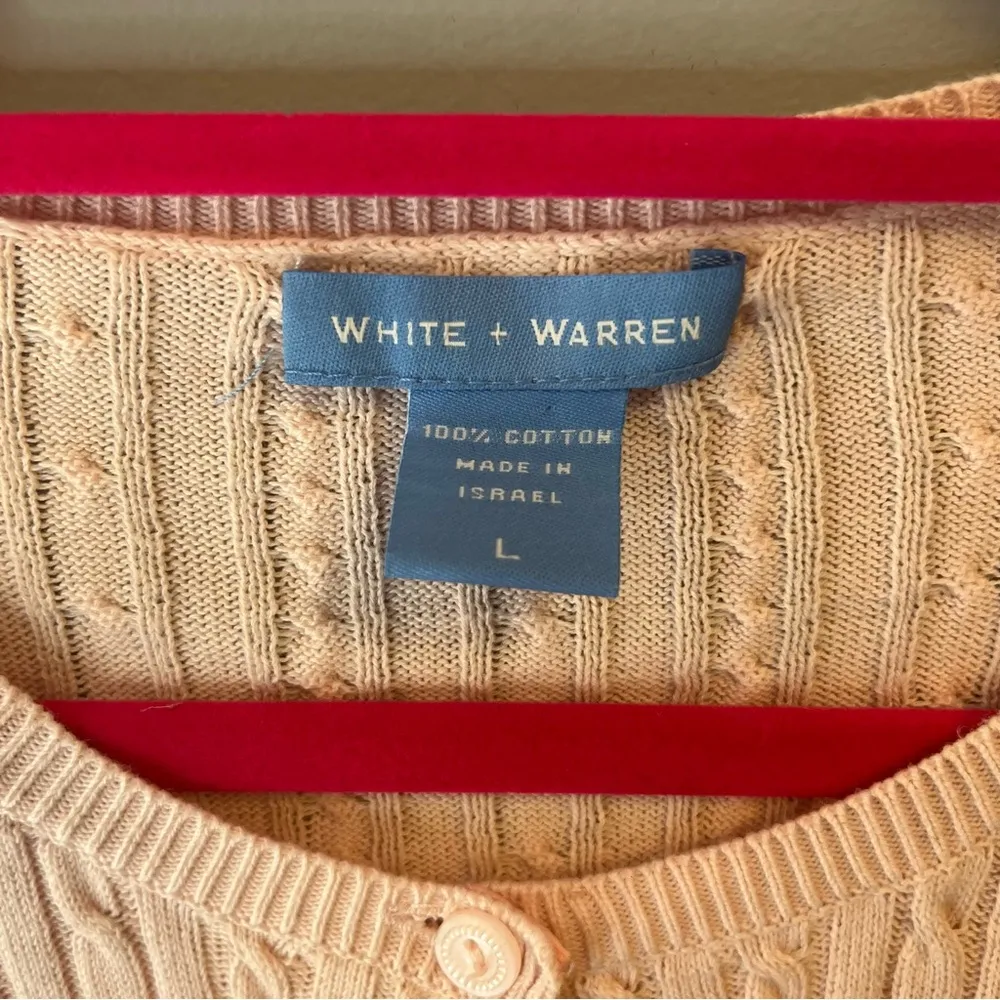 WHITE + WARREN
100% COTTON
MADE IN
ISRAEL
L